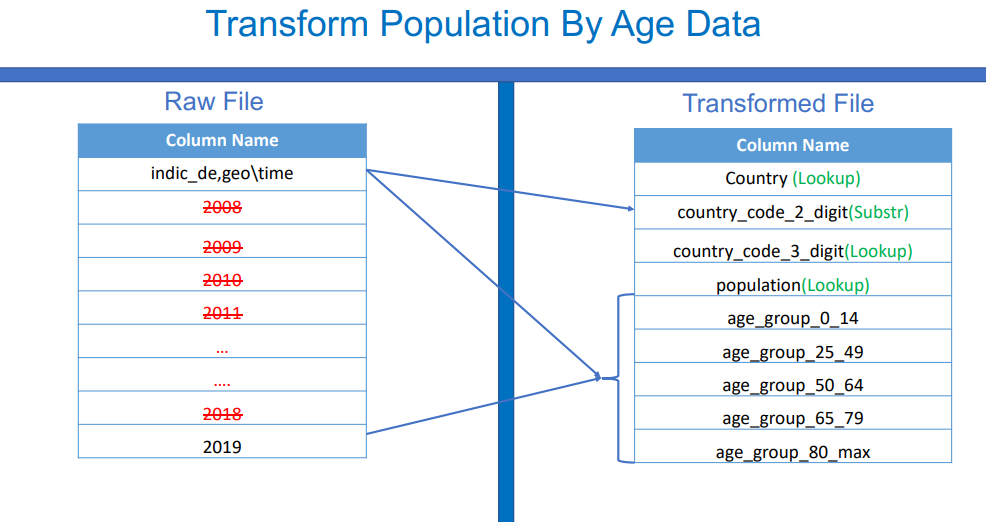 Transform Population By Age Data
Raw File
Column Name
indic_de,geo\time
2008
2009
2010
2011
...
....
2018
2019
Transformed File
Column Name
Country (Lookup)
country_code_2_digit(Substr)
country_code_3_digit(Lookup)
population(Lookup)
age_group_0_14
age_group_25_49
age_group_50_64
age_group_65_79
age_group_80_max